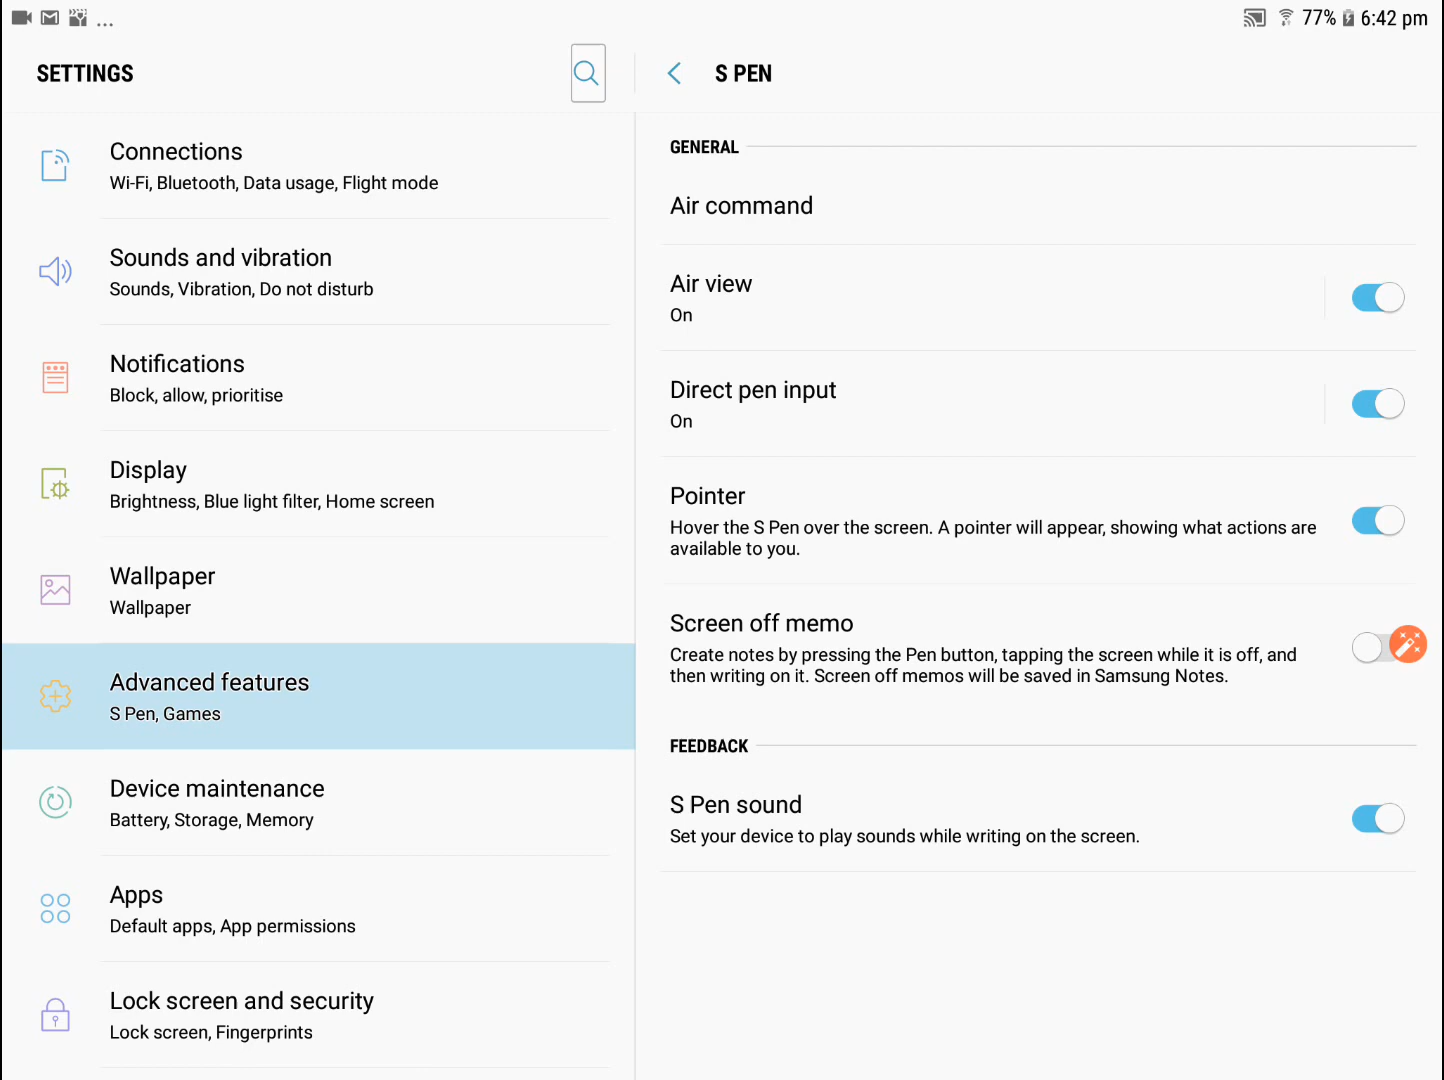 ...
77% 6:42 pm
SETTINGS
Connections
Wi-Fi, Bluetooth, Data usage, Flight mode
Sounds and vibration
Sounds, Vibration, Do not disturb
Notifications
Block, allow, prioritise
Display
Brightness, Blue light filter, Home screen
Wallpaper
Wallpaper
Advanced features
S Pen, Games
Device maintenance
Battery, Storage, Memory
Apps
Default apps, App permissions
Lock screen and security
Lock screen, Fingerprints
S PEN
GENERAL
Air command
Air view
On
Direct pen input
On
Pointer
Hover the S Pen over the screen. A pointer will appear, showing what actions are
available to you.
Screen off memo
Create notes by pressing the Pen button, tapping the screen while it is off, and
then writing on it. Screen off memos will be saved in Samsung Notes.
FEEDBACK
S Pen sound
Set your device to play sounds while writing on the screen.